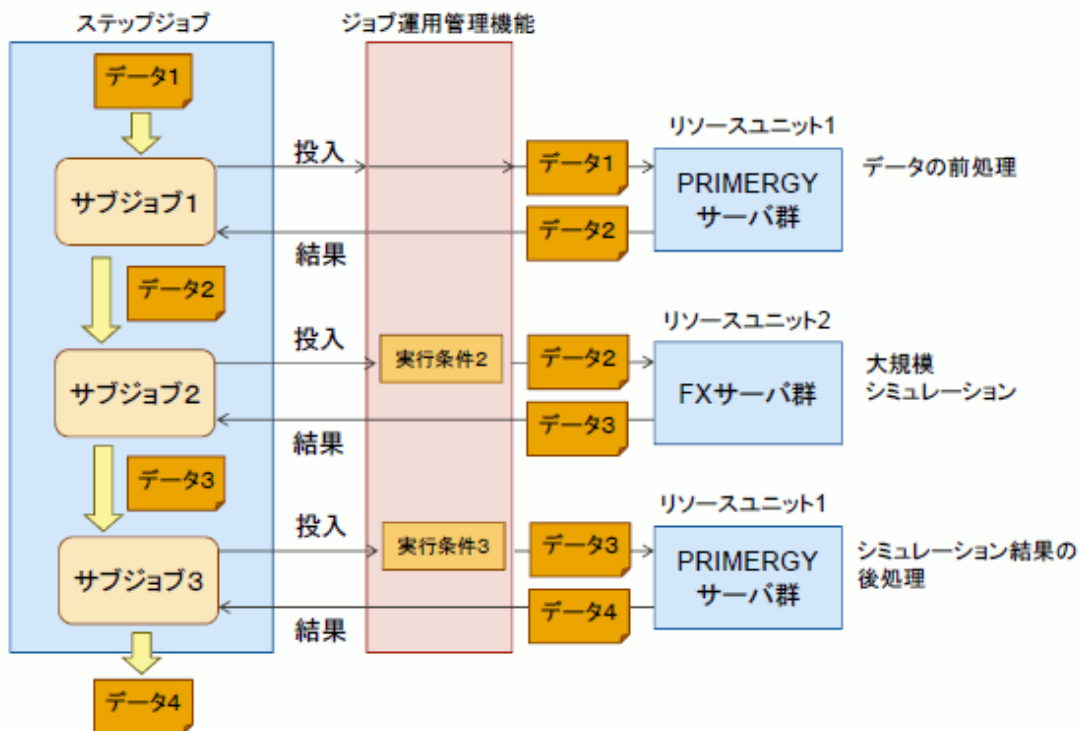 ステップジョブ
ジョブ運用管理機能
データ1
リソースユニット1
投入
データ1
PRIMERGY
サーバ群
データの前処理
サブジョブ1
データ2
結果
データ2
リソースユニット2
投入
実行条件2
データ2
FXサーバ群
大規模
シミュレーション
サブジョブ2
データ3
結果
データ3
リソースユニット1
投入
実行条件3
データ3
PRIMERGY
サーバ群
シミュレーション結果の
後処理
サブジョブ3
データ4
結果
データ4